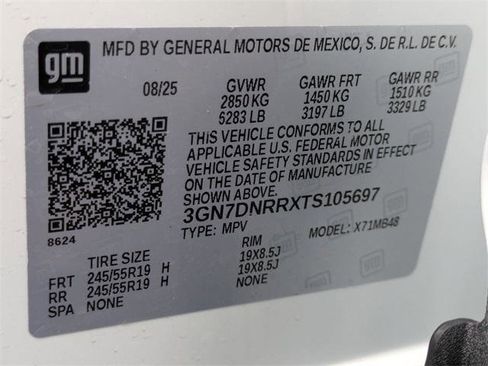 gm
MFD BY GENERAL MOTORS DE MEXICO, S. DE R.L. DE C.V.
08/25 GVWR GAWR FRT GAWR RR
2850 KG 1450 KG 1510 KG
6283 LB 3197 LB 3329 LB
THIS VEHICLE CONFORMS TO ALL
APPLICABLE U.S. FEDERAL MOTOR
VEHICLE SAFETY STANDARDS IN EFFECT
ON THE DATE OF MANUFACTURE
SHOWN ABOVE.
3GN7DNRRXTS105697
TYPE: MPV MODEL: X71MB48
8624
TIRE SIZE RIM
FRT 245/55R19 H 19X8.5J
RR 245/55R19 H 19X8.5J
SPA NONE NONE